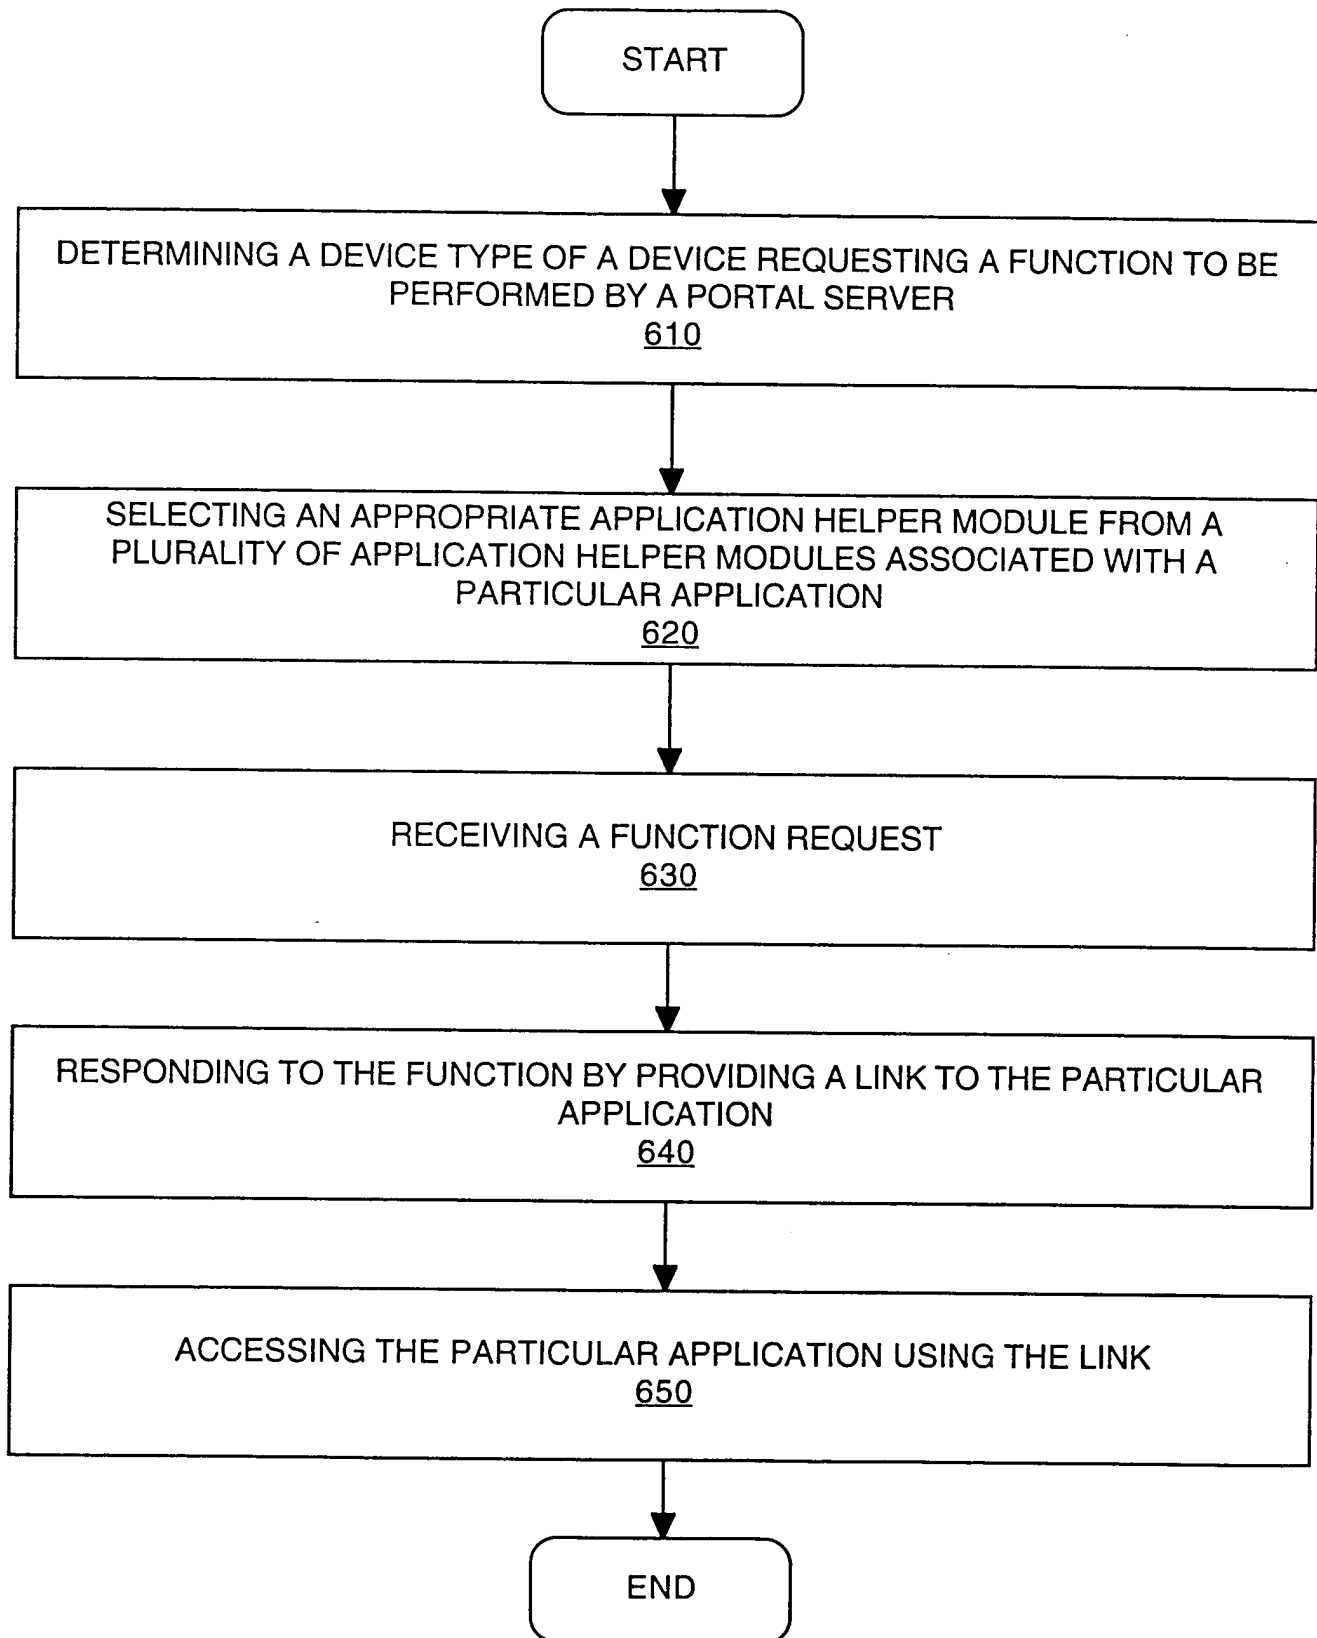 START
DETERMINING A DEVICE TYPE OF A DEVICE REQUESTING A FUNCTION TO BE
PERFORMED BY A PORTAL SERVER
610
SELECTING AN APPROPRIATE APPLICATION HELPER MODULE FROM A
PLURALITY OF APPLICATION HELPER MODULES ASSOCIATED WITH A
PARTICULAR APPLICATION
620
RECEIVING A FUNCTION REQUEST
630
RESPONDING TO THE FUNCTION BY PROVIDING A LINK TO THE PARTICULAR
APPLICATION
640
ACCESSING THE PARTICULAR APPLICATION USING THE LINK
650
END